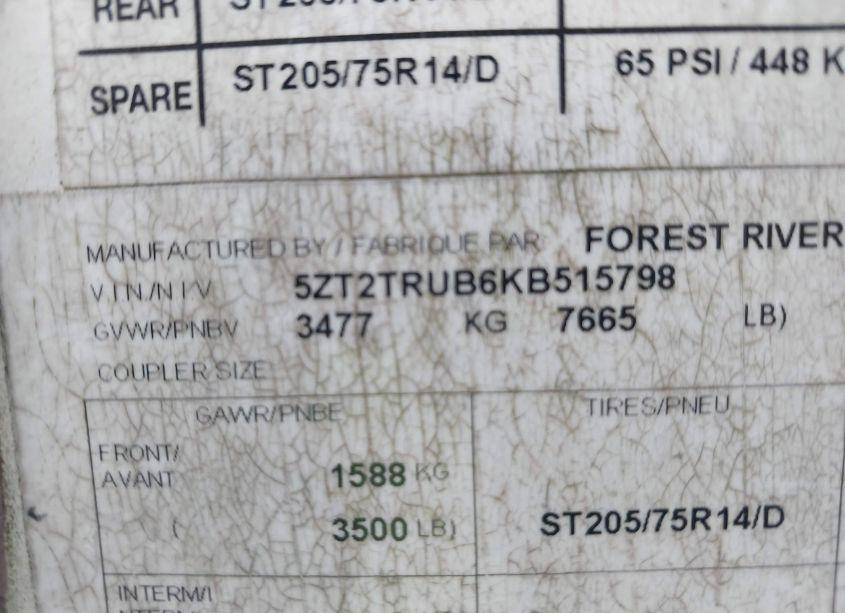 REAR
SPARE ST205/75R14/D 65 PSI / 448 K
MANUFACTURED BY / FABRIQUE PAR FOREST RIVER
V.I.N./N I V 5ZT2TRUB6KB515798
GVWR/PNBV 3477 KG 7665 LB)
COUPLER SIZE
GAWR/PNBE TIRES/PNEU
FRONT/
AVANT 1588 KG
( 3500 LB) ST205/75R14/D
INTERM/I